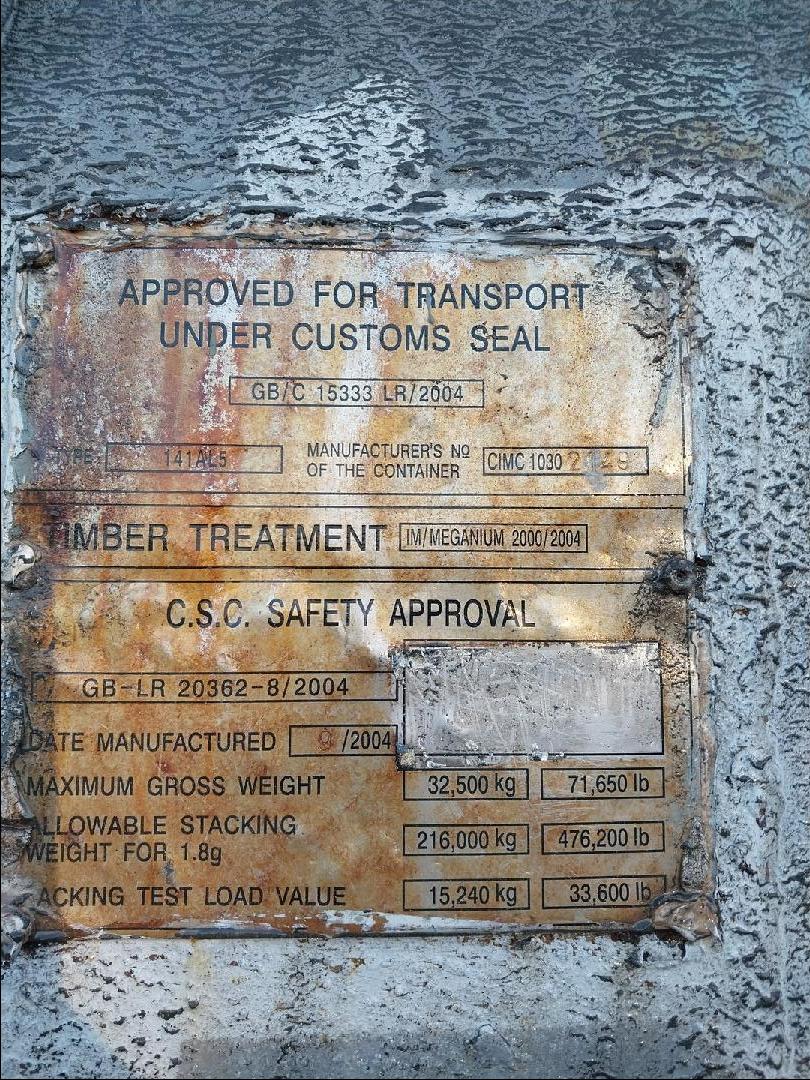 APPROVED FOR TRANSPORT
UNDER CUSTOMS SEAL
GB/C 15333 LR/2004
TYPE 141AL5 MANUFACTURER'S Nº
OF THE CONTAINER CIMC 1030
TIMBER TREATMENT IM/MEGANIUM 2000/2004
C.S.C. SAFETY APPROVAL
GB-LR 20362-8/2004
DATE MANUFACTURED /2004
MAXIMUM GROSS WEIGHT 32,500 kg 71,650 lb
ALLOWABLE STACKING
WEIGHT FOR 1.8g 216,000 kg 476,200 lb
ACKING TEST LOAD VALUE 15,240 kg 33,600 lb